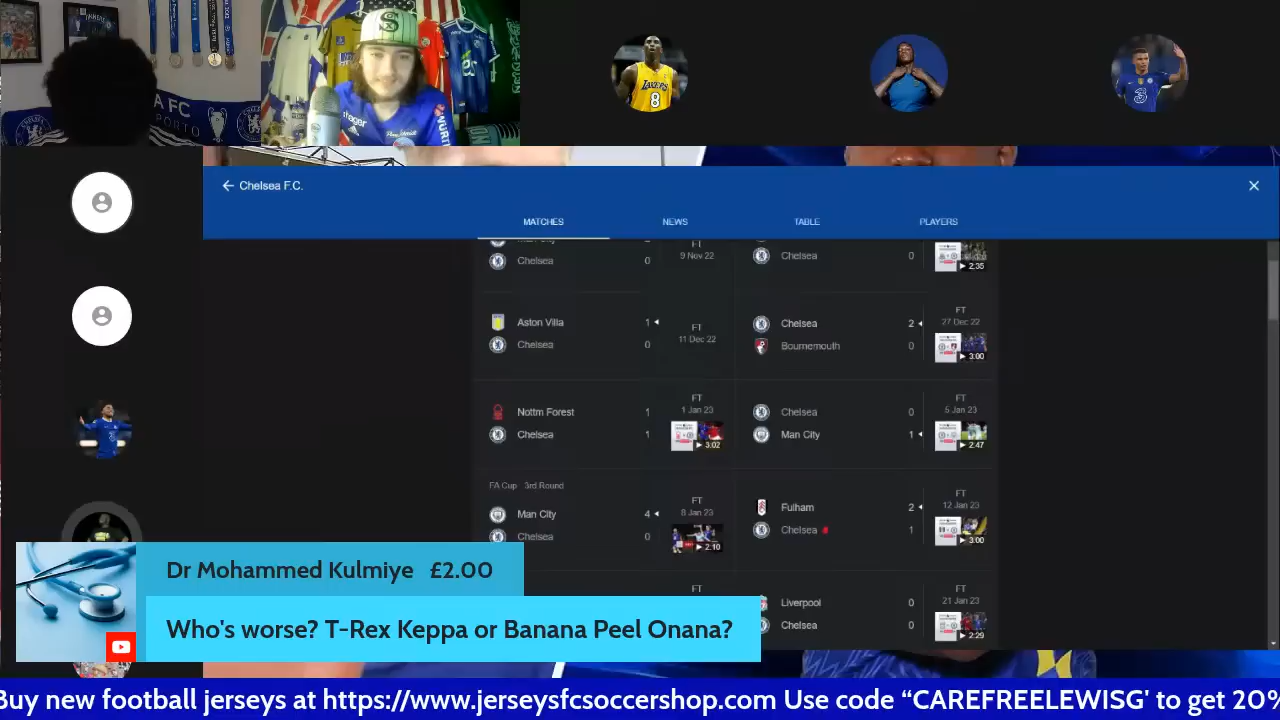 Chelsea F.C.
MATCHES NEWS TABLE PLAYERS
Chelsea 0
FT
9 Nov 22
Chelsea 0
2:35
Aston Villa 1
Chelsea 0
FT
11 Dec 22
Chelsea 2
Bournemouth 0
FT
27 Dec 22
3:00
Nottm Forest 1
Chelsea 1
FT
1 Jan 23
3:02
Chelsea 0
Man City 1
FT
5 Jan 23
2:47
FA Cup 3rd Round
Man City 4
Chelsea 0
FT
8 Jan 23
2:10
Fulham 2
Chelsea 1
FT
12 Jan 23
3:00
FT
Liverpool 0
Chelsea 0
FT
21 Jan 23
2:29
Dr Mohammed Kulmiye £2.00
Who's worse? T-Rex Keppa or Banana Peel Onana?
Buy new football jerseys at https://www.jerseysfcsoccershop.com Use code “CAREFREELEWISG' to get 20%